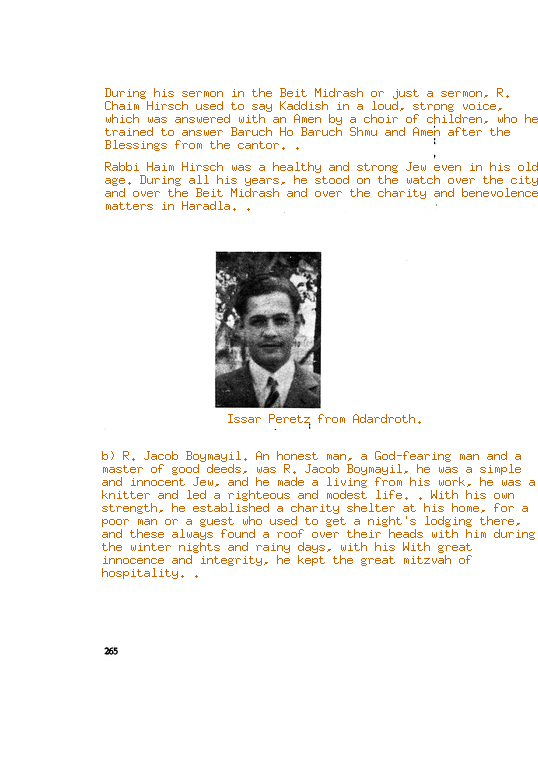 During his sermon in the Beit Midrash or just a sermon, R.
Chaim Hirsch used to say Kaddish in a loud, strong voice,
which was answered with an Amen by a choir of children, who he
trained to answer Baruch Ho Baruch Shmu and Amen after the
Blessings from the cantor. .
Rabbi Haim Hirsch was a healthy and strong Jew even in his old
age. During all his years, he stood on the watch over the city
and over the Beit Midrash and over the charity and benevolence
matters in Haradla. .
Issar Peretz from Adardroth.
b) R. Jacob Boymayil. An honest man, a God-fearing man and a
master of good deeds, was R. Jacob Boymayil, he was a simple
and innocent Jew, and he made a living from his work, he was a
knitter and led a righteous and modest life. . With his own
strength, he established a charity shelter at his home, for a
poor man or a guest who used to get a night's lodging there,
and these always found a roof over their heads with him during
the winter nights and rainy days, with his With great
innocence and integrity, he kept the great mitzvah of
hospitality. .
265